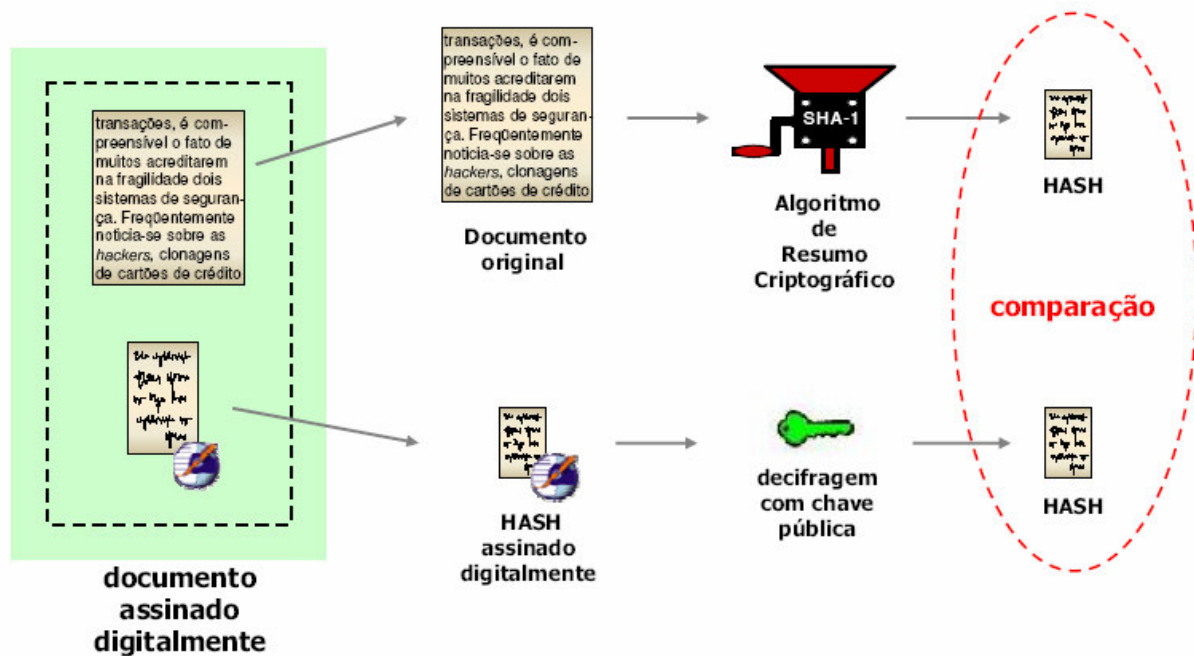 transações, é com-
preensível o fato de
muitos acreditarem
na fragilidade dois
sistemas de seguran-
ça. Freqüentemente
noticia-se sobre as
hackers, clonagens
de cartões de crédito
documento
assinado
digitalmente
transações, é com-
preensível o fato de
muitos acreditarem
na fragilidade dois
sistemas de seguran-
ça. Freqüentemente
noticia-se sobre as
hackers, clonagens
de cartões de crédito
Documento
original
SHA-1
Algoritmo
de
Resumo
Criptográfico
HASH
comparação
HASH
assinado
digitalmente
decifragem
com chave
pública
HASH